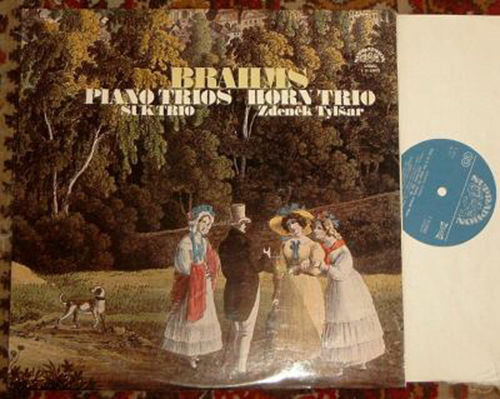 BRAHMS
PIANO TRIOS HORN TRIO
SUK TRIO Zdeněk Tylšar